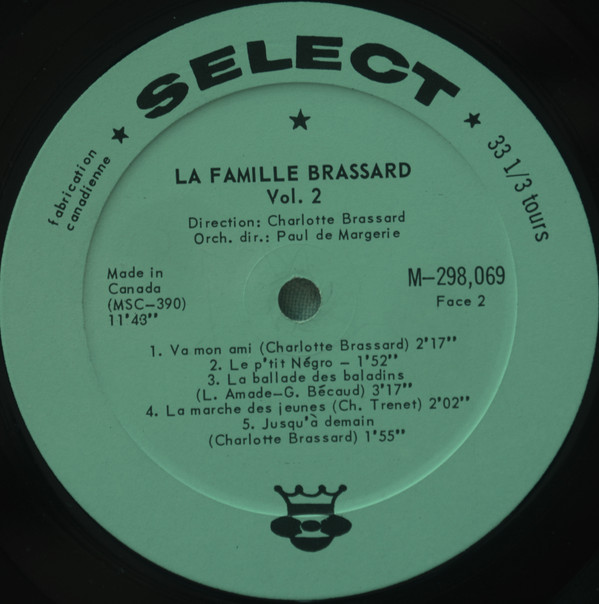 SELECT
fabrication
canadienne
33 1/3 tours
LA FAMILLE BRASSARD
Vol. 2
Direction: Charlotte Brassard
Orch. dir.: Paul de Margerie
Made in
Canada
(MSC-390)
11'43"
M-298,069
Face 2
1. Va mon ami (Charlotte Brassard) 2'17"
2. Le p'tit Négro - 1'52"
3. La ballade des baladins
(L. Amade-G. Bécaud) 3'17"
4. La marche des jeunes (Ch. Trenet) 2'02"
5. Jusqu'à demain
(Charlotte Brassard) 1'55"